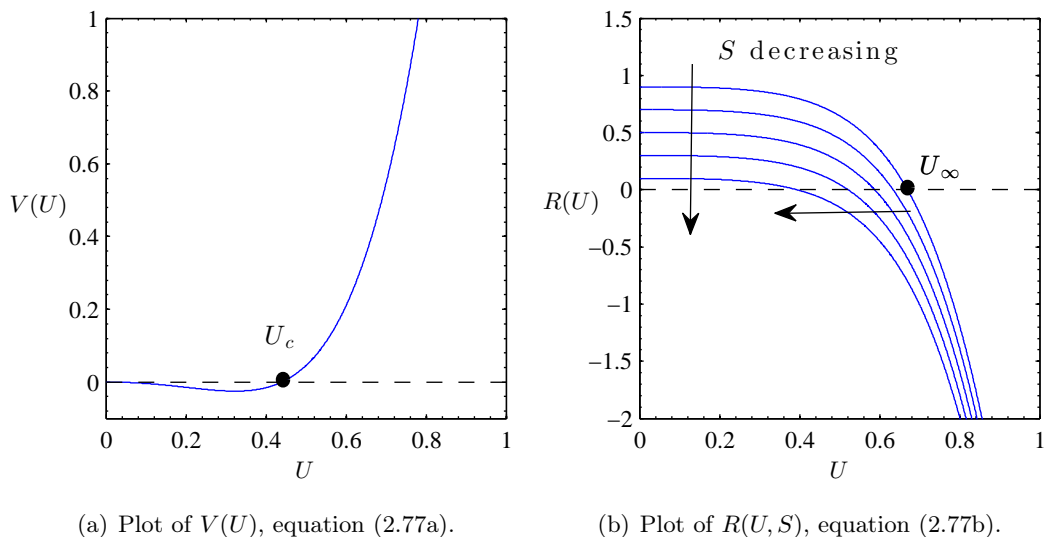 1
0.8
0.6
V(U)
0.4
0.2
0
U_c
0 0.2 0.4 0.6 0.8 1
U
(a) Plot of V(U), equation (2.77a).
1.5
S decreasing
1
0.5
R(U) 0
U_∞
−0.5
−1
−1.5
−2
0 0.2 0.4 0.6 0.8 1
U
(b) Plot of R(U, S), equation (2.77b).